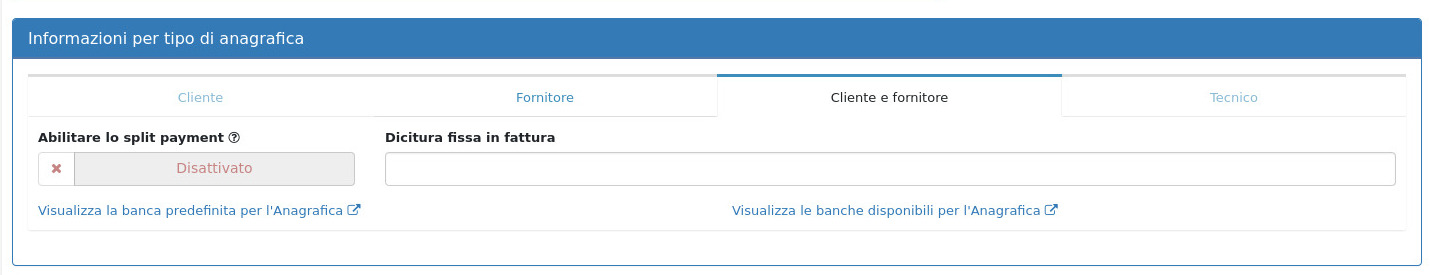 Informazioni per tipo di anagrafica
Cliente Fornitore Cliente e fornitore Tecnico
Abilitare lo split payment Dicitura fissa in fattura
Disattivato
Visualizza la banca predefinita per l'Anagrafica Visualizza le banche disponibili per l'Anagrafica